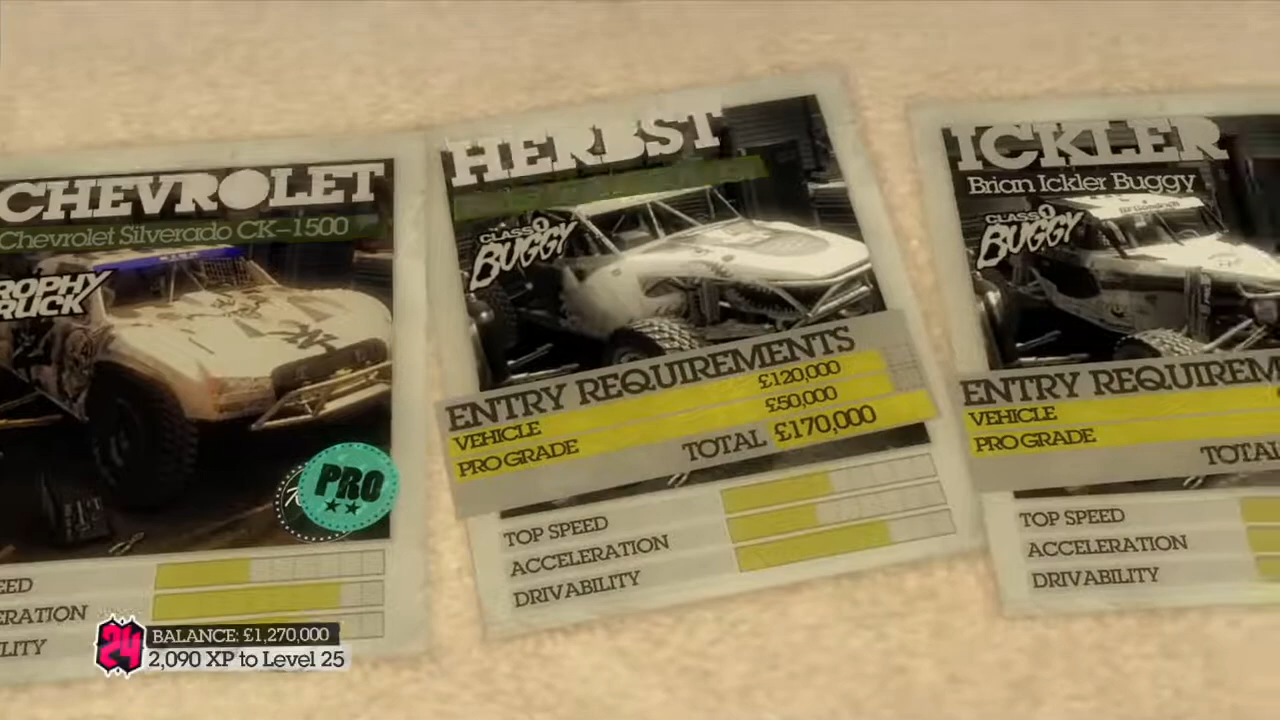 CHEVROLET
Chevrolet Silverado CK-1500
ROPHY
RUCK
PRO
EED
ERATION
LITY
24
BALANCE: £1,270,000
2,090 XP to Level 25
HERBST
CLASS 1
BUGGY
ENTRY REQUIREMENTS
VEHICLE £120,000
PRO GRADE £50,000
TOTAL £170,000
TOP SPEED
ACCELERATION
DRIVABILITY
ICKLER
Brian Ickler Buggy
CLASS 1
BUGGY
ENTRY REQUIREM
VEHICLE
PRO GRADE
TOTAL
TOP SPEED
ACCELERATION
DRIVABILITY